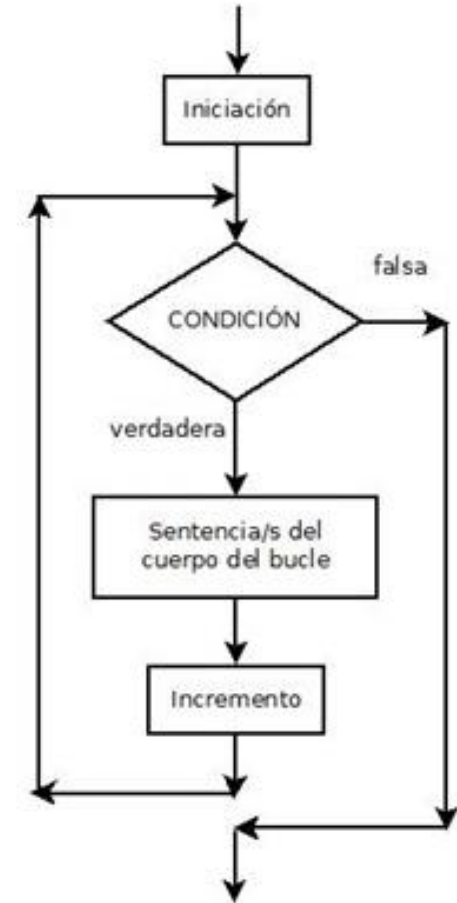 Iniciación
falsa
CONDICIÓN
verdadera
Sentencia/s del
cuerpo del bucle
Incremento